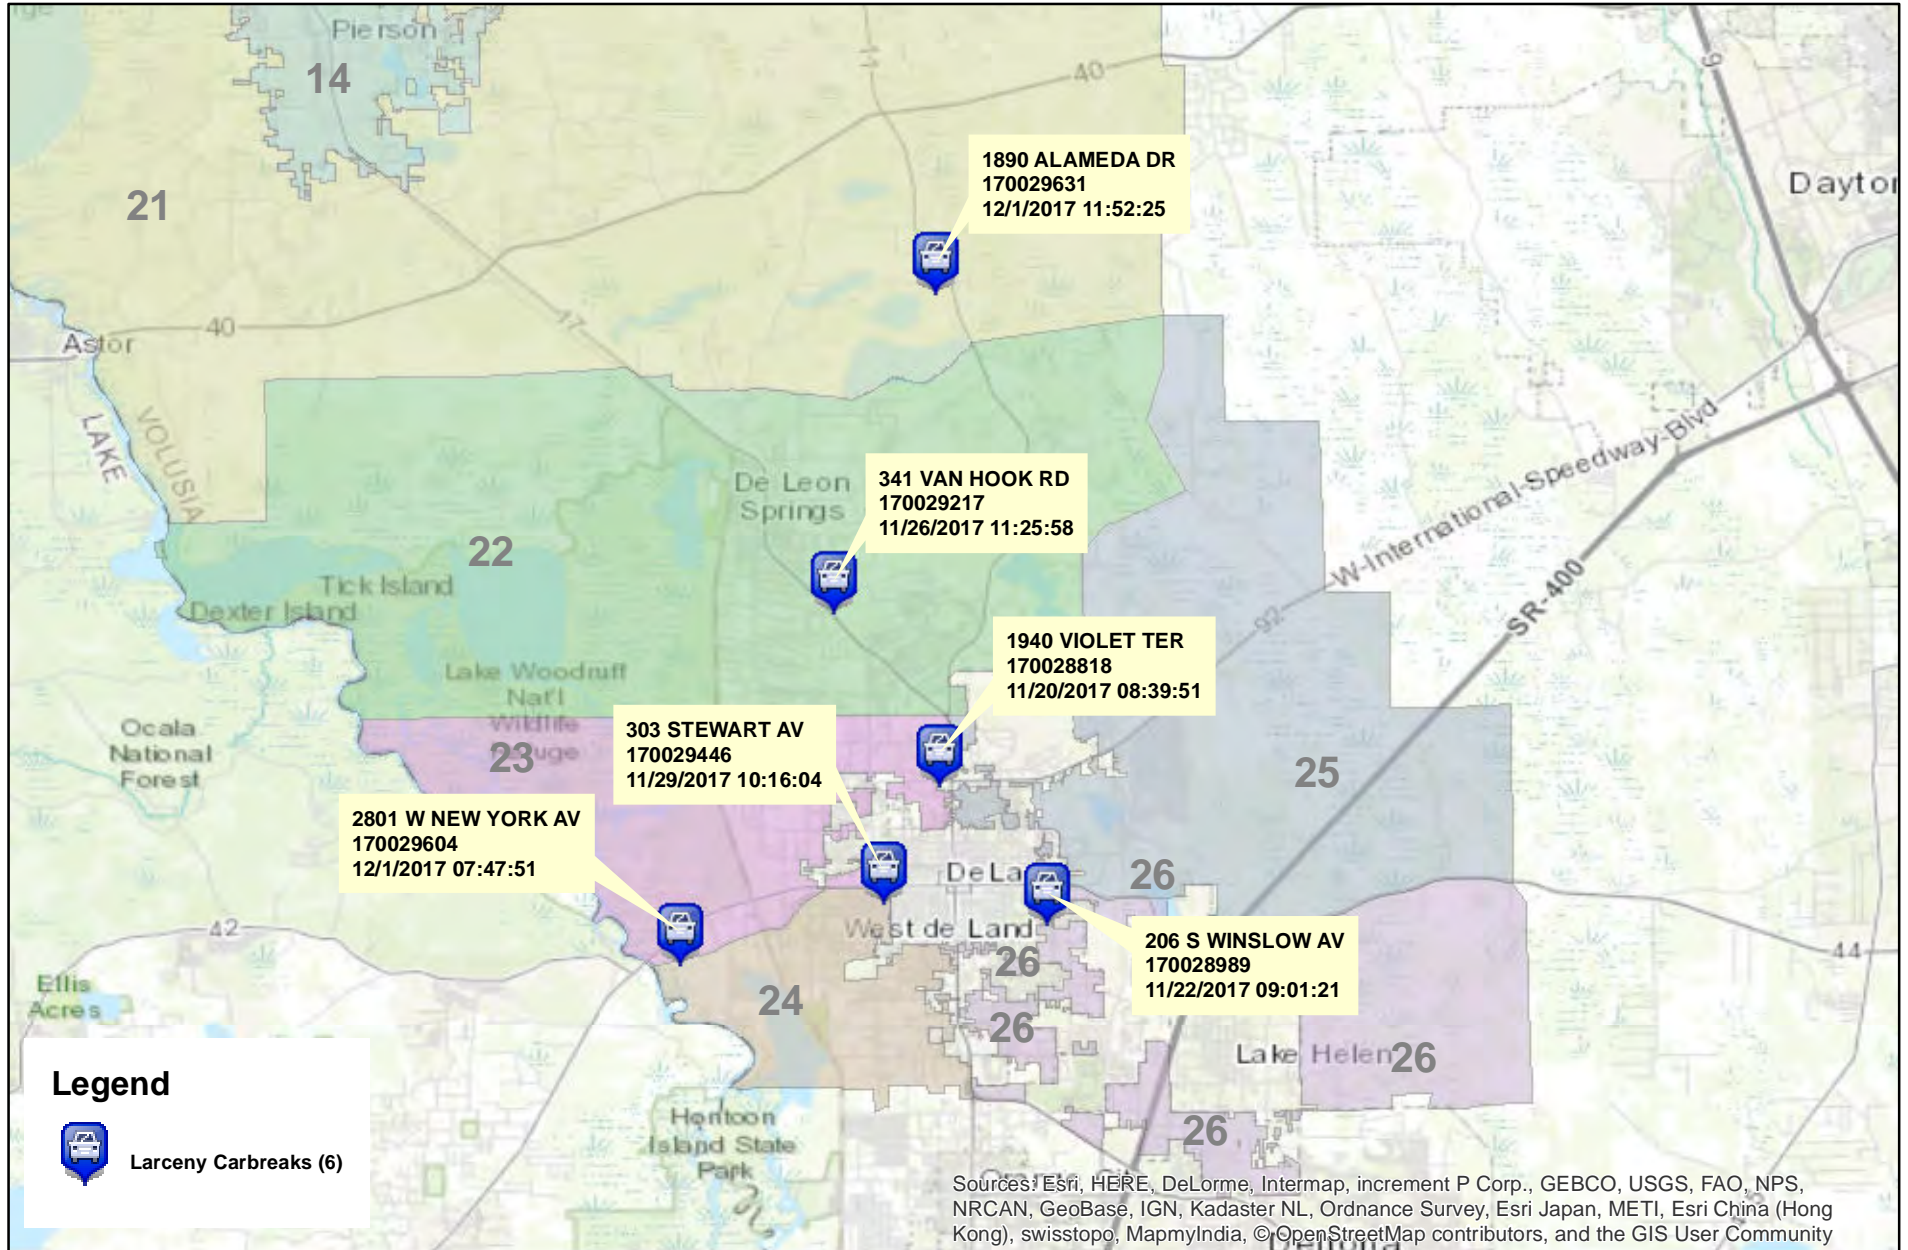 Pierson
14
40
9
1890 ALAMEDA DR
170029631
12/1/2017 11:52:25
Dayton
21
11
17
40
Astor
LAKE
VOLUSIA
W-International-Speedway-Blvd
De Leon
Springs
341 VAN HOOK RD
170029217
11/26/2017 11:25:58
22
Tick Island
Dexter Island
SR-400
92
1940 VIOLET TER
170028818
11/20/2017 08:39:51
Lake Woodruff
Nat'l
Wildlife
23
Ocala
National
Forest
303 STEWART AV
170029446
11/29/2017 10:16:04
25
2801 W NEW YORK AV
170029604
12/1/2017 07:47:51
DeLa
26
West de Land
42
206 S WINSLOW AV
170028989
11/22/2017 09:01:21
44
26
24
Ellis
Acres
26
Lake Helen
26
Legend
Larceny Carbreaks (6)
Hontoon
Island State
Park
26
Orange City
Sources: Esri, HERE, DeLorme, Intermap, increment P Corp., GEBCO, USGS, FAO, NPS,
NRCAN, GeoBase, IGN, Kadaster NL, Ordnance Survey, Esri Japan, METI, Esri China (Hong
Kong), swisstopo, MapmyIndia, © OpenStreetMap contributors, and the GIS User Community
Deltona